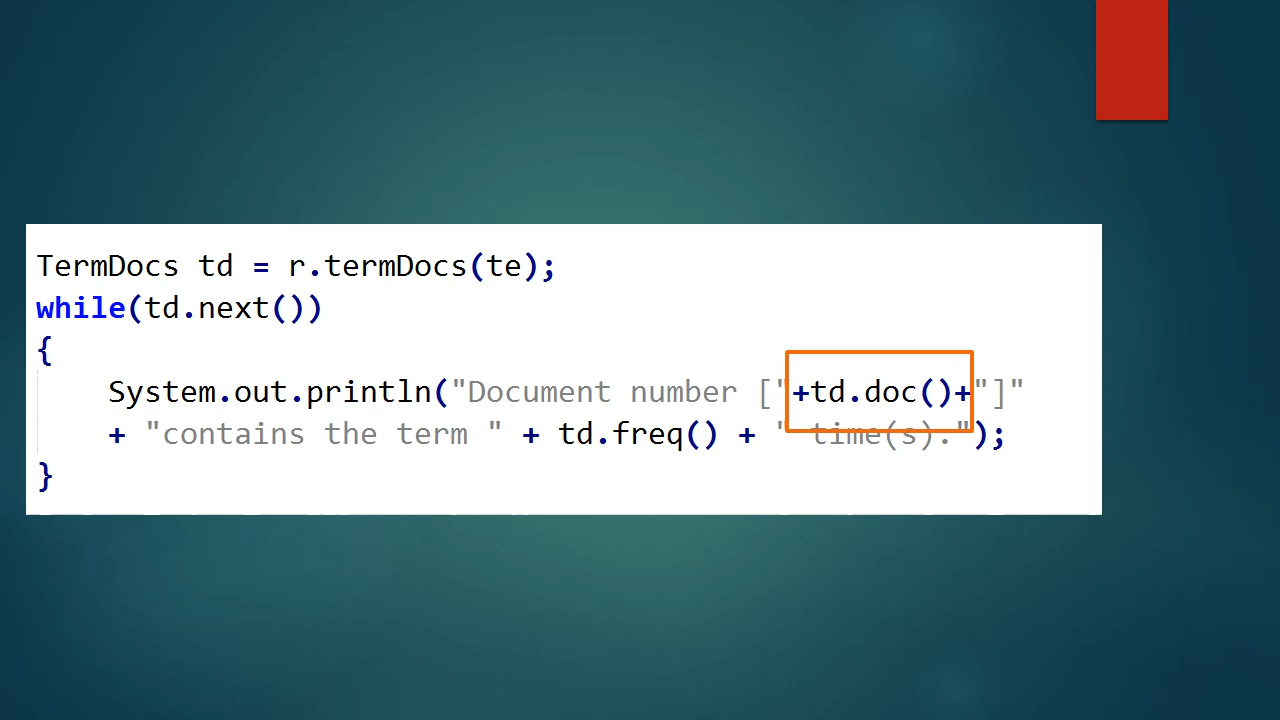 TermDocs td = r.termDocs(te);
while(td.next())
{
System.out.println("Document number ["+td.doc()+"]"
+ "contains the term " + td.freq() + " time(s).");
}